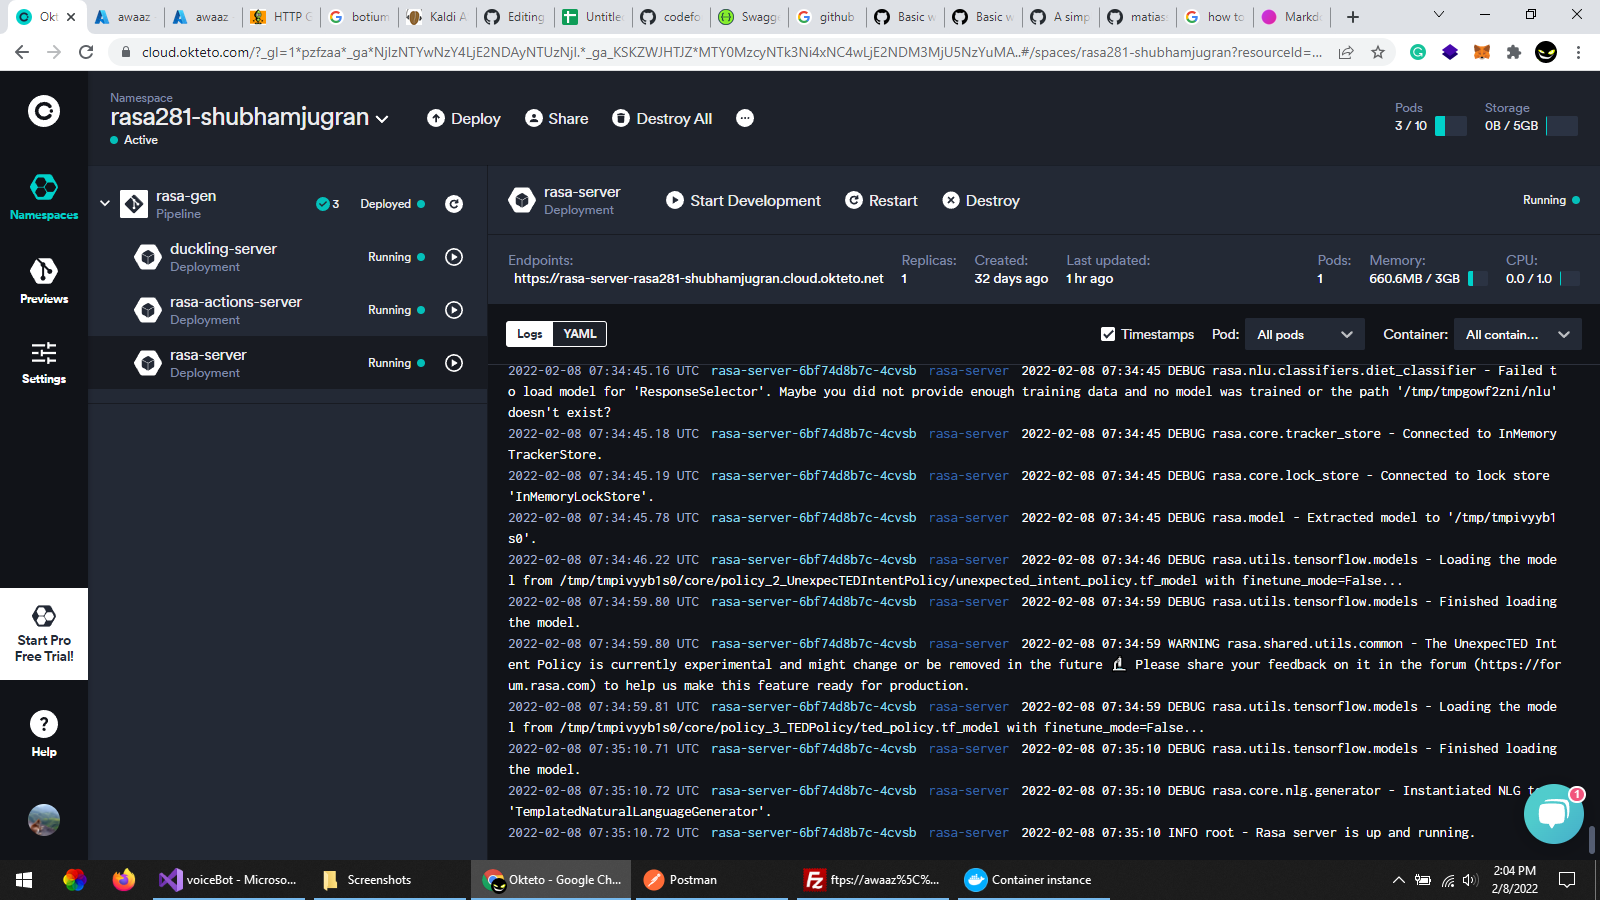 Okt
awaaz
awaaz
HTTP G
botium
Kaldi A
Editing
Untitle
codefo
Swagg
github
Basic w
Basic w
A simp
matias
how to
Markd
cloud.okteto.com/?_gl=1*pzfzaa*_ga*NjIzNTYwNzY4LjE2NDAyNTUzNjI.*_ga_KSKZWJHTJZ*MTY0MzcyNTk3Ni4xNC4wLjE2NDM3MjU5NzYuMA..#/spaces/rasa281-shubhamjugran?resourceId=...
Namespace
rasa281-shubhamjugran
Active
Deploy
Share
Destroy All
Pods
3 / 10
Storage
0B / 5GB
Namespaces
Previews
Settings
Start Pro
Free Trial!
Help
rasa-gen
Pipeline
3
Deployed
duckling-server
Deployment
Running
rasa-actions-server
Deployment
Running
rasa-server
Deployment
Running
rasa-server
Deployment
Start Development
Restart
Destroy
Running
Endpoints:
https://rasa-server-rasa281-shubhamjugran.cloud.okteto.net
Replicas:
1
Created:
32 days ago
Last updated:
1 hr ago
Pods:
1
Memory:
660.6MB / 3GB
CPU:
0.0 / 1.0
Logs
YAML
Timestamps
Pod:
All pods
Container:
All contain...
2022-02-08 07:34:45.16 UTC rasa-server-6bf74d8b7c-4cvsb rasa-server 2022-02-08 07:34:45 DEBUG rasa.nlu.classifiers.diet_classifier - Failed t
o load model for 'ResponseSelector'. Maybe you did not provide enough training data and no model was trained or the path '/tmp/tmpgowf2zni/nlu'
doesn't exist?
2022-02-08 07:34:45.18 UTC rasa-server-6bf74d8b7c-4cvsb rasa-server 2022-02-08 07:34:45 DEBUG rasa.core.tracker_store - Connected to InMemory
TrackerStore.
2022-02-08 07:34:45.19 UTC rasa-server-6bf74d8b7c-4cvsb rasa-server 2022-02-08 07:34:45 DEBUG rasa.core.lock_store - Connected to lock store
'InMemoryLockStore'.
2022-02-08 07:34:45.78 UTC rasa-server-6bf74d8b7c-4cvsb rasa-server 2022-02-08 07:34:45 DEBUG rasa.model - Extracted model to '/tmp/tmpivyyb1
s0'.
2022-02-08 07:34:46.22 UTC rasa-server-6bf74d8b7c-4cvsb rasa-server 2022-02-08 07:34:46 DEBUG rasa.utils.tensorflow.models - Loading the mode
l from /tmp/tmpivyyb1s0/core/policy_2_UnexpecTEDIntentPolicy/unexpected_intent_policy.tf_model with finetune_mode=False...
2022-02-08 07:34:59.80 UTC rasa-server-6bf74d8b7c-4cvsb rasa-server 2022-02-08 07:34:59 DEBUG rasa.utils.tensorflow.models - Finished loading
the model.
2022-02-08 07:34:59.80 UTC rasa-server-6bf74d8b7c-4cvsb rasa-server 2022-02-08 07:34:59 WARNING rasa.shared.utils.common - The UnexpecTED Int
ent Policy is currently experimental and might change or be removed in the future 🔬 Please share your feedback on it in the forum (https://for
um.rasa.com) to help us make this feature ready for production.
2022-02-08 07:34:59.81 UTC rasa-server-6bf74d8b7c-4cvsb rasa-server 2022-02-08 07:34:59 DEBUG rasa.utils.tensorflow.models - Loading the mode
l from /tmp/tmpivyyb1s0/core/policy_3_TEDPolicy/ted_policy.tf_model with finetune_mode=False...
2022-02-08 07:35:10.71 UTC rasa-server-6bf74d8b7c-4cvsb rasa-server 2022-02-08 07:35:10 DEBUG rasa.utils.tensorflow.models - Finished loading
the model.
2022-02-08 07:35:10.72 UTC rasa-server-6bf74d8b7c-4cvsb rasa-server 2022-02-08 07:35:10 DEBUG rasa.core.nlg.generator - Instantiated NLG t
'TemplatedNaturalLanguageGenerator'.
2022-02-08 07:35:10.72 UTC rasa-server-6bf74d8b7c-4cvsb rasa-server 2022-02-08 07:35:10 INFO root - Rasa server is up and running.
1
voiceBot - Microso...
Screenshots
Okteto - Google Ch...
Postman
ftps://awaaz%5C%...
Container instance
2:04 PM
2/8/2022